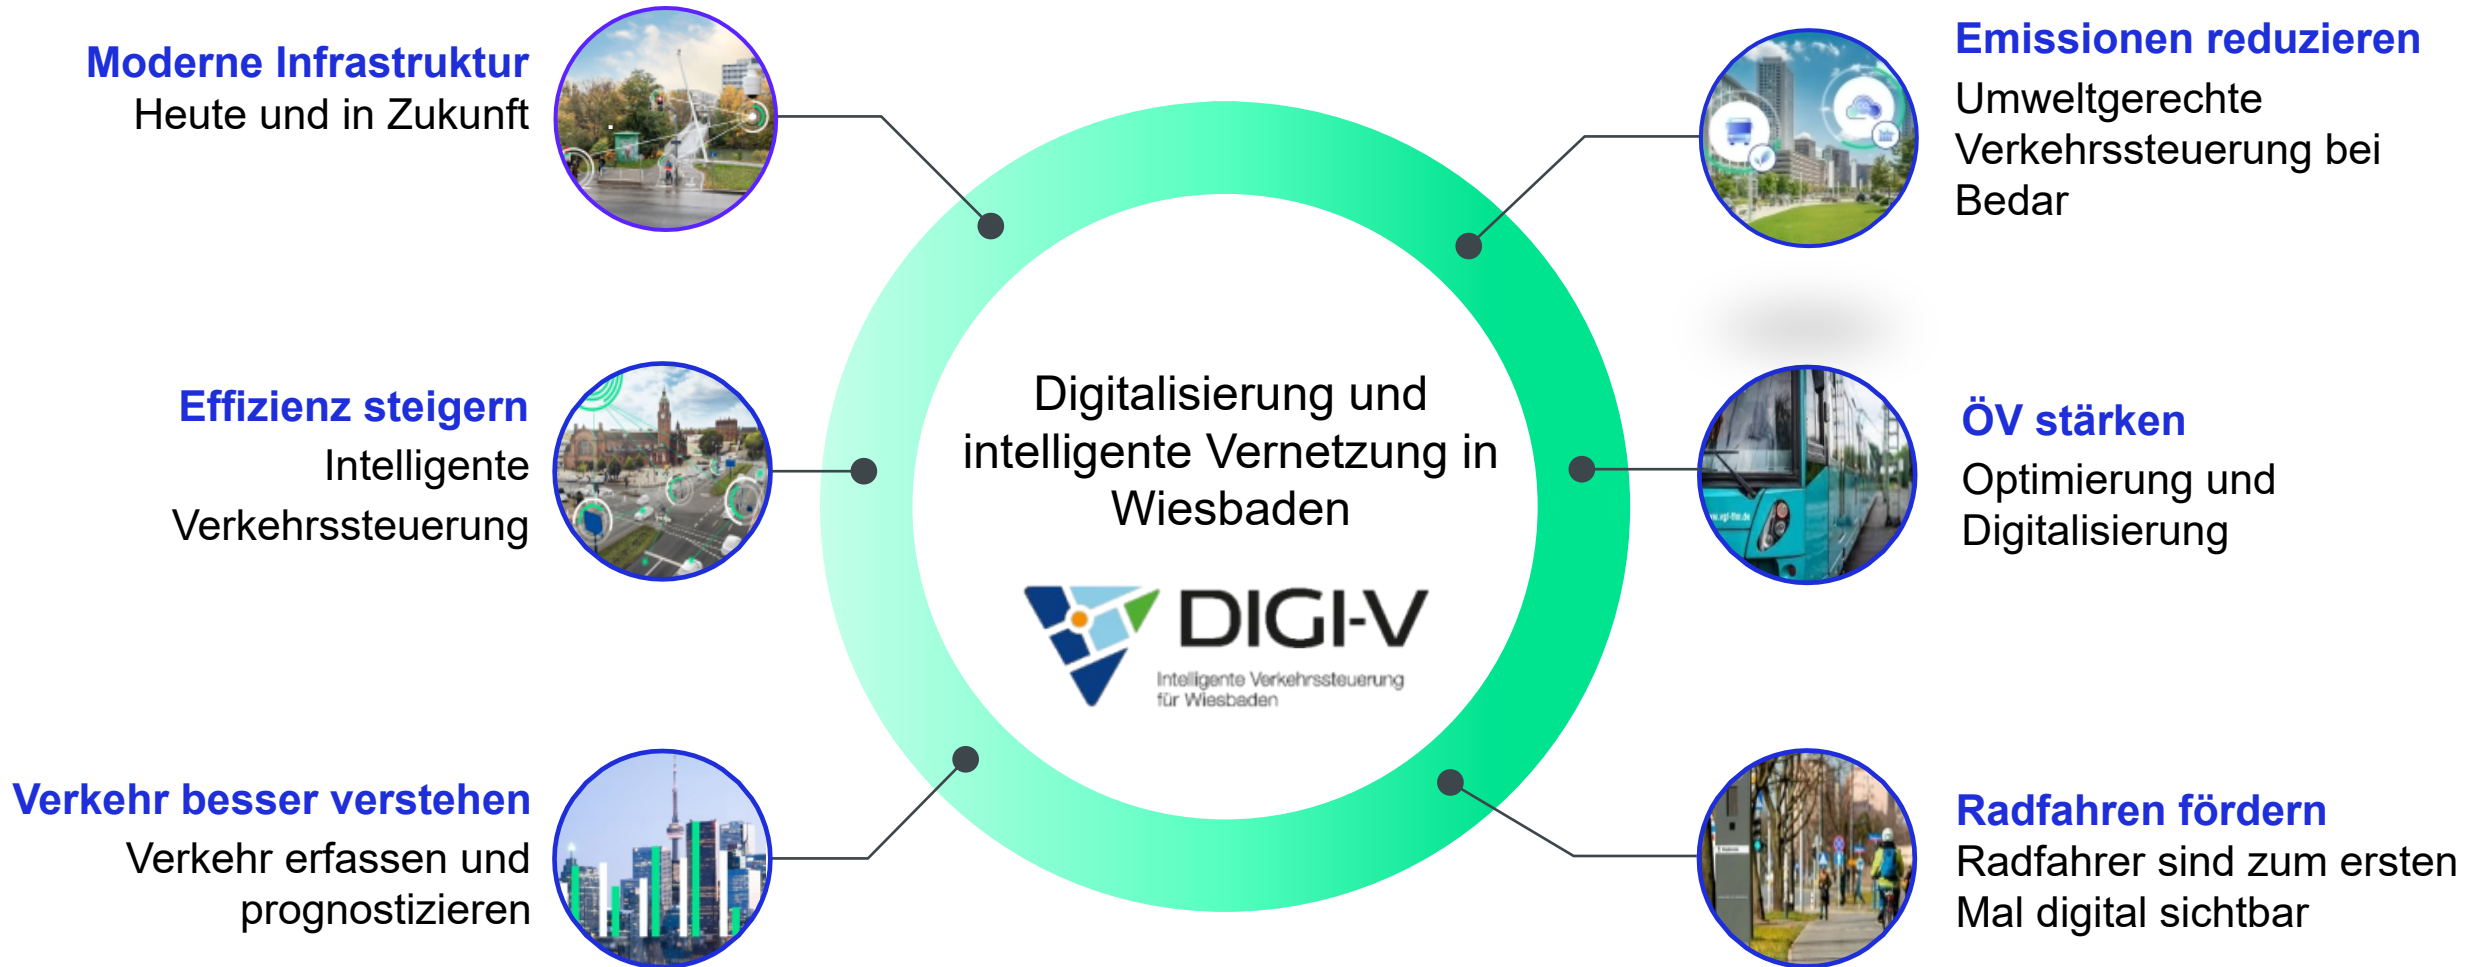 Moderne Infrastruktur
Heute und in Zukunft
Effizienz steigern
Intelligente
Verkehrssteuerung
Verkehr besser verstehen
Verkehr erfassen und
prognostizieren
Digitalisierung und
intelligente Vernetzung in
Wiesbaden
DIGI-V
Intelligente Verkehrssteuerung
für Wiesbaden
Emissionen reduzieren
Umweltgerechte
Verkehrssteuerung bei
Bedar
ÖV stärken
Optimierung und
Digitalisierung
Radfahren fördern
Radfahrer sind zum ersten
Mal digital sichtbar